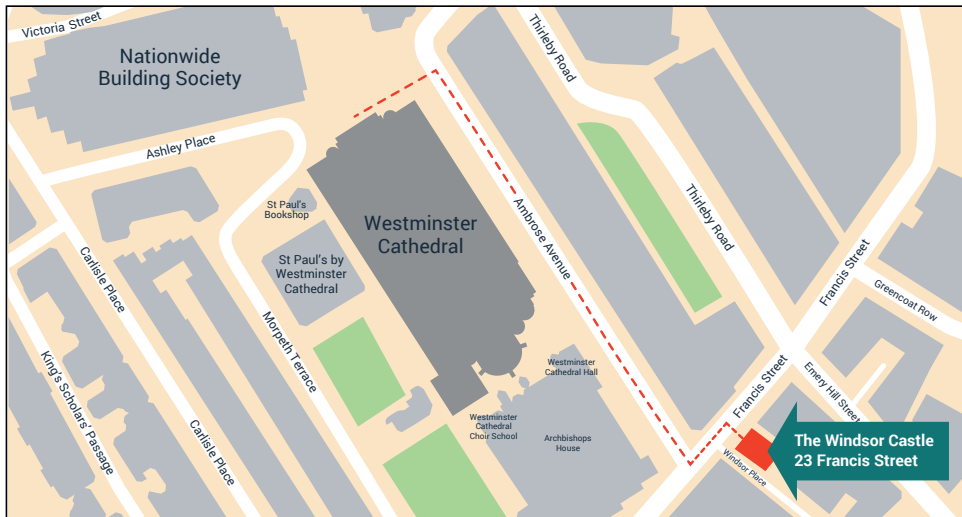 Victoria Street
Nationwide
Building Society
Ashley Place
Thirleby Road
St Paul's
Bookshop
Westminster
Cathedral
St Paul's by
Westminster
Cathedral
Ambrose Avenue
Thirleby Road
Carlisle Place
Morpeth Terrace
Francis Street
Greencoat Row
King's Scholars' Passage
Carlisle Place
Westminster
Cathedral Hall
Emery Hill Street
Francis Street
Westminster
Cathedral
Choir School
Archbishops
House
Windsor Place
The Windsor Castle
23 Francis Street